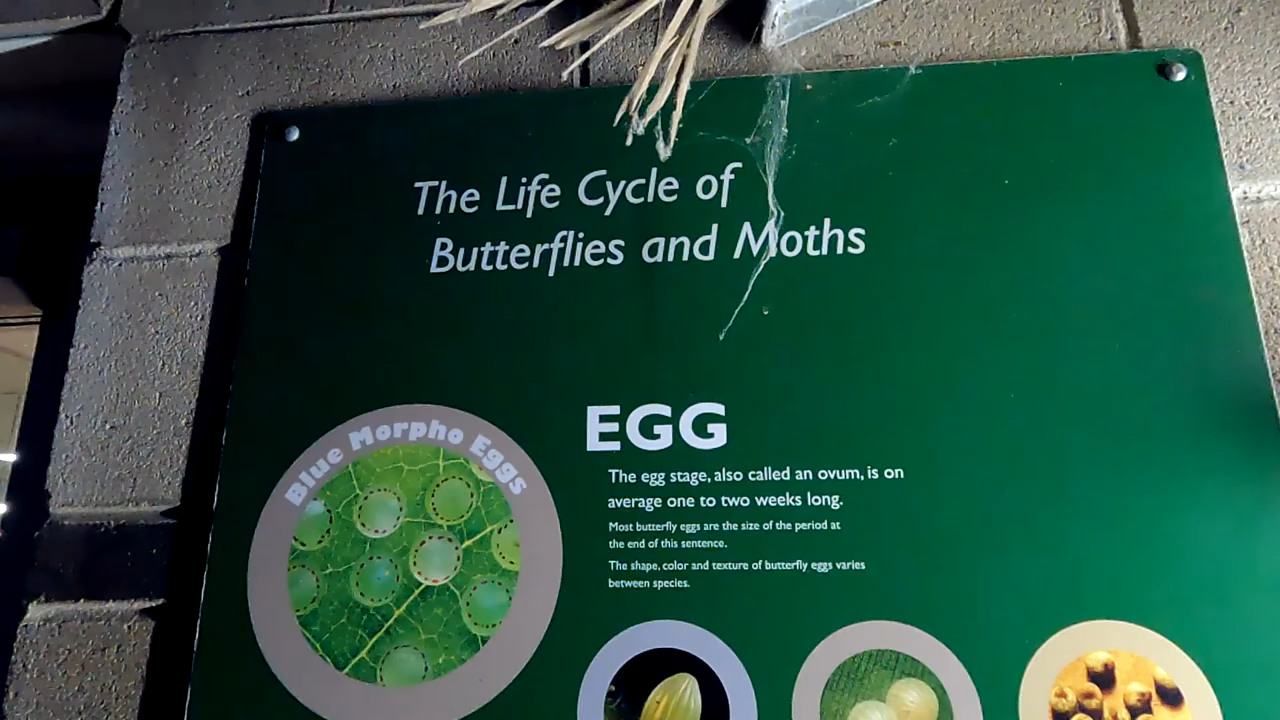 The Life Cycle of
Butterflies and Moths
Blue Morpho Eggs
EGG
The egg stage, also called an ovum, is on
average one to two weeks long.
Most butterfly eggs are the size of the period at
the end of this sentence.
The shape, color and texture of butterfly eggs varies
between species.